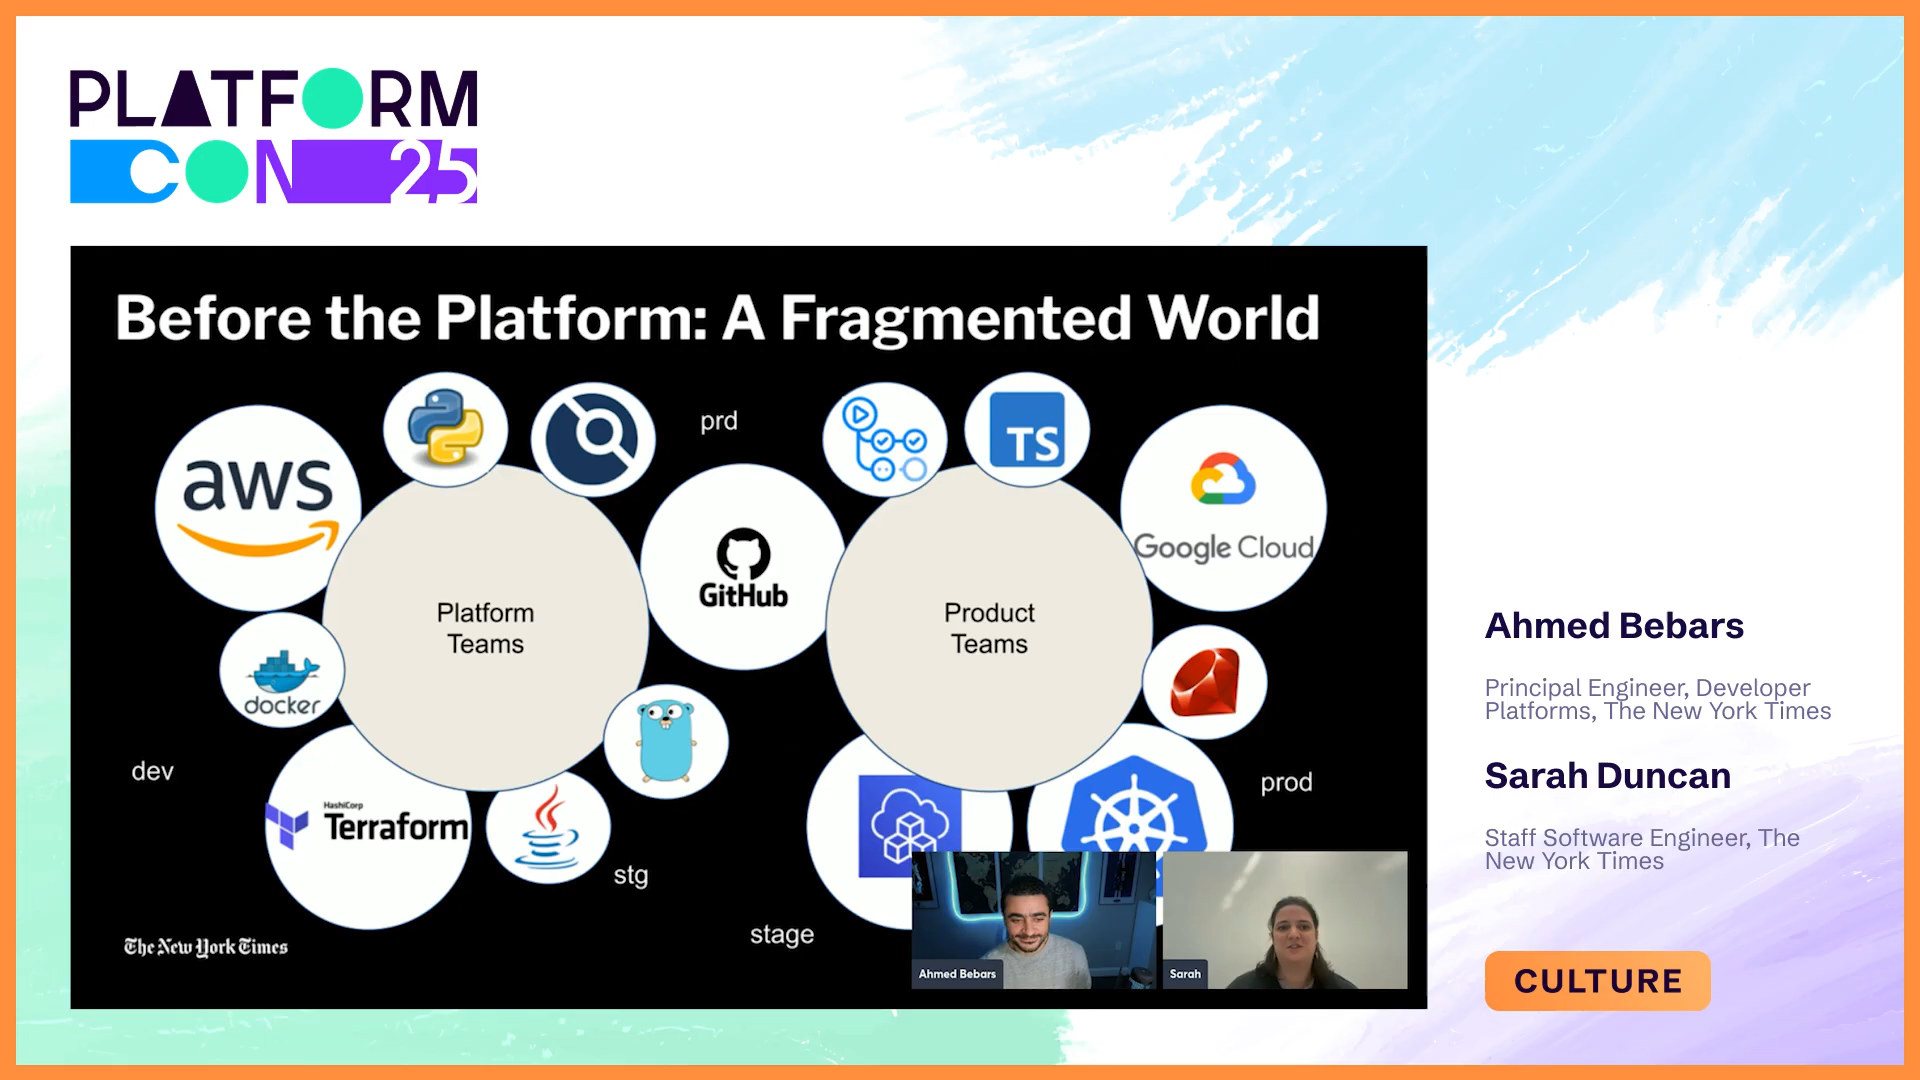 PLATFORM
CON 25
Before the Platform: A Fragmented World
prd
aws
TS
Google Cloud
GitHub
Platform
Teams
Product
Teams
docker
dev
HashiCorp
Terraform
stg
stage
prod
The New York Times
Ahmed Bebars
Sarah
Ahmed Bebars
Principal Engineer, Developer
Platforms, The New York Times
Sarah Duncan
Staff Software Engineer, The
New York Times
CULTURE